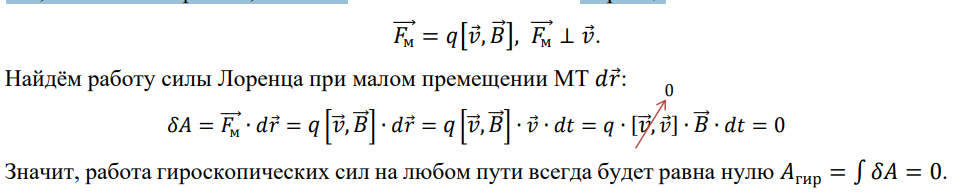 F⃗м = q[v⃗, B⃗], F⃗м ⊥ v⃗.
Найдём работу силы Лоренца при малом премещении МТ dr⃗:
0
δA = F⃗м · dr⃗ = q[v⃗, B⃗] · dr⃗ = q[v⃗, B⃗] · v⃗ · dt = q · [v⃗, v⃗] · B⃗ · dt = 0
Значит, работа гироскопических сил на любом пути всегда будет равна нулю Aгир = ∫ δA = 0.